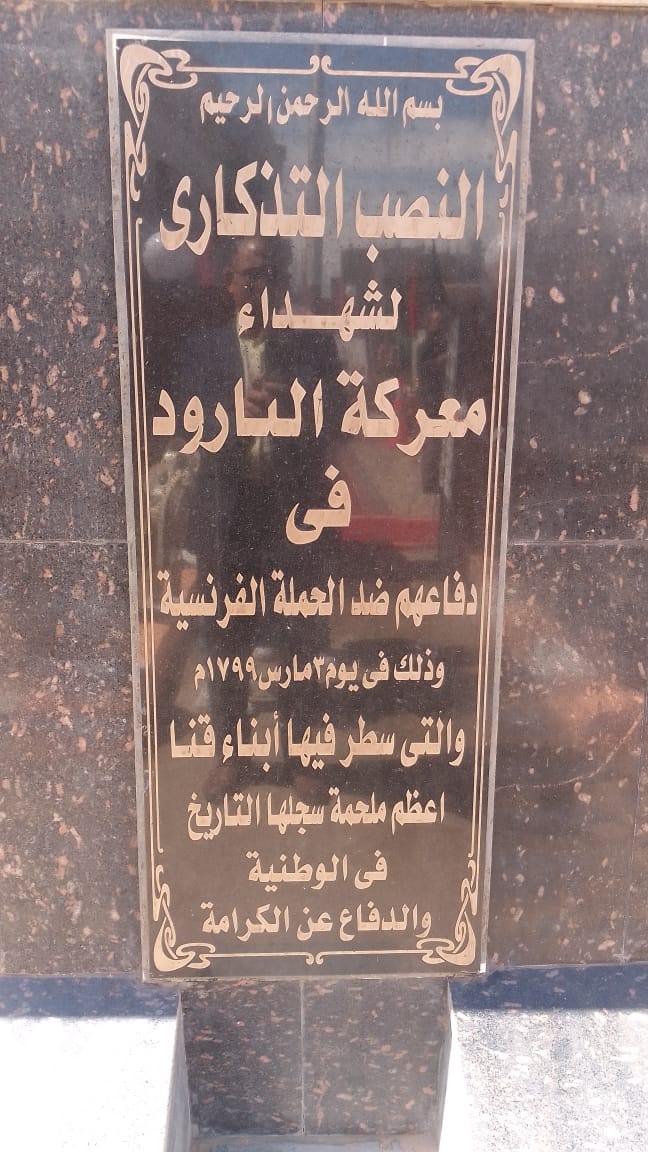 بسم الله الرحمن الرحيم
النصب التذكارى
لشهداء
معركة البارود
فى
دفاعهم ضد الحملة الفرنسية
وذلك فى يوم ٣ مارس ١٧٩٩م
والتى سطر فيها أبناء قنا
اعظم ملحمة سجلها التاريخ
فى الوطنية
والدفاع عن الكرامة